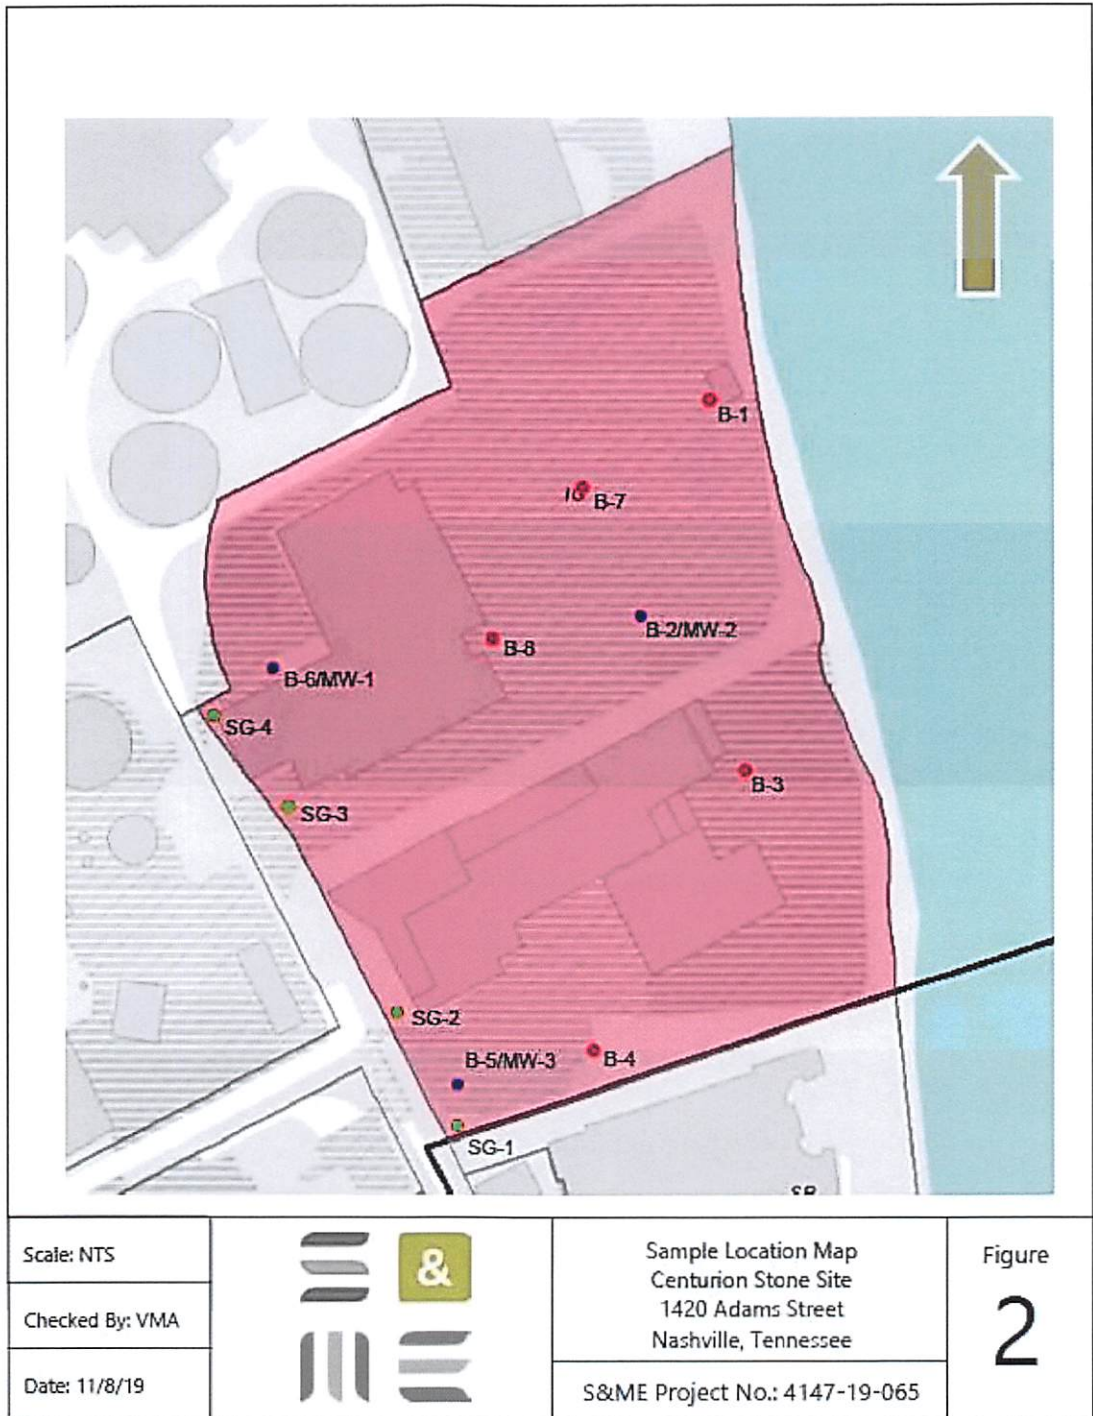 B-1
IG
B-7
B-2/MW-2
B-8
B-6/MW-1
SG-4
B-3
SG-3
SG-2
B-5/MW-3
B-4
SG-1
Scale: NTS
Checked By: VMA
Date: 11/8/19
S&ME
Sample Location Map
Centurion Stone Site
1420 Adams Street
Nashville, Tennessee
S&ME Project No.: 4147-19-065
Figure
2